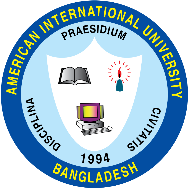 AMERICAN INTERNATIONAL UNIVERSITY
PRAESIDIUM
DISCIPLINA
CIVITATIS
1994
BANGLADESH